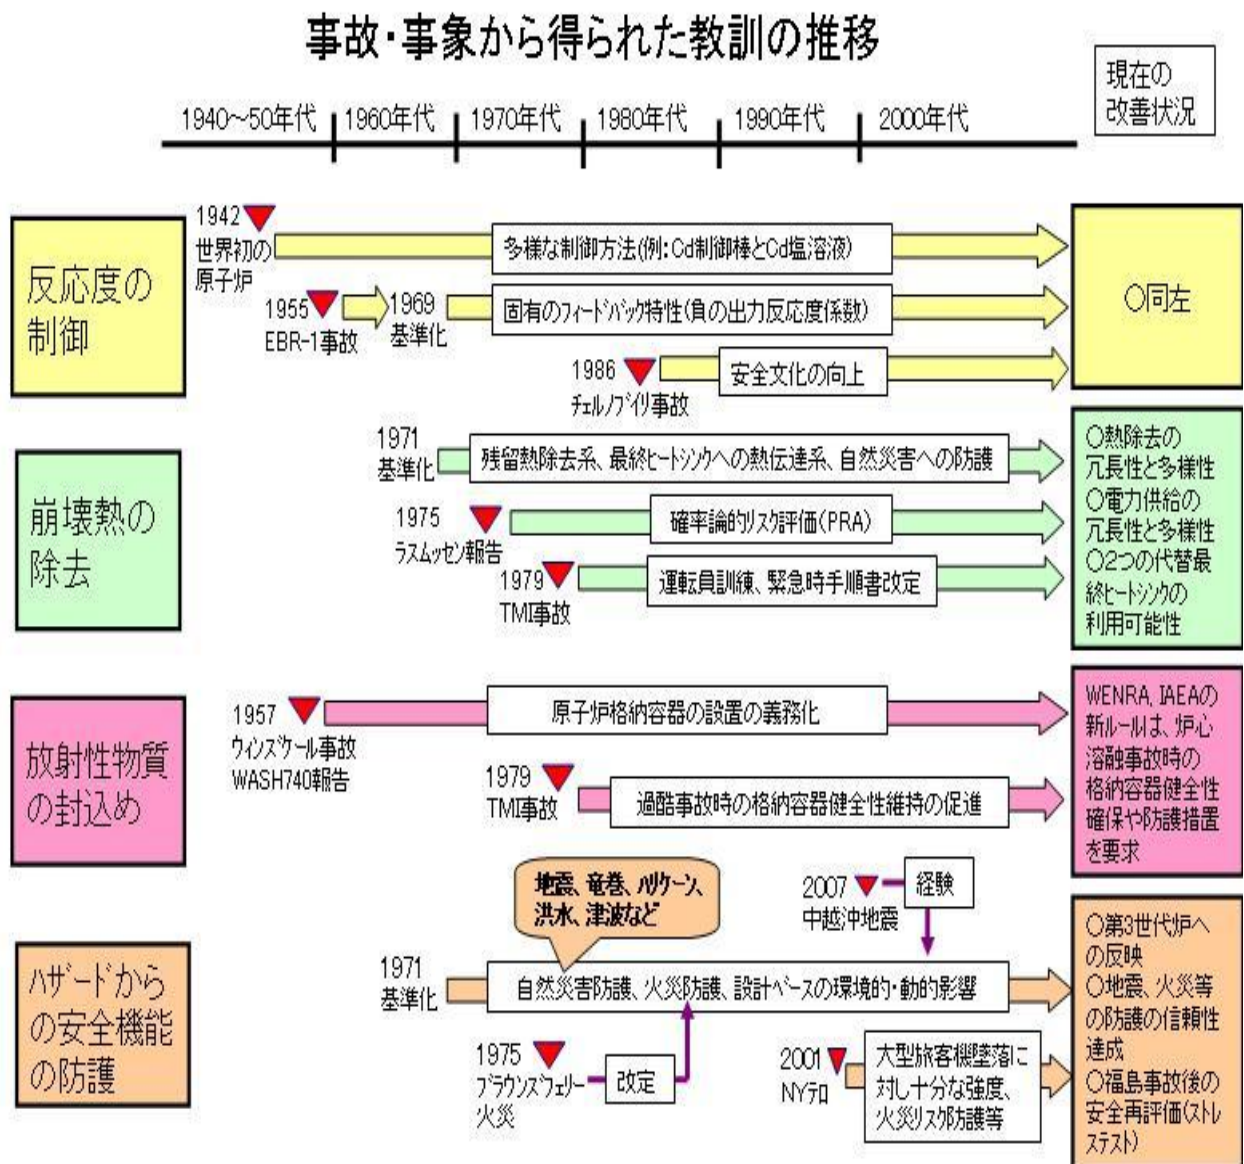 事故・事象から得られた教訓の推移
現在の
改善状況
1940～50年代
1960年代
1970年代
1980年代
1990年代
2000年代
反応度の
制御
1942
世界初の
原子炉
多様な制御方法(例：Cd制御棒とCd塩溶液)
1955
EBR-1事故
1969
基準化
固有のフィードバック特性(負の出力反応度係数)
1986
チェルノブイリ事故
安全文化の向上
○同左
崩壊熱の
除去
1971
基準化
残留熱除去系、最終ヒートシンクへの熱伝達系、自然災害への防護
1975
ラスムッセン報告
確率論的リスク評価(PRA)
1979
TMI事故
運転員訓練、緊急時手順書改定
○熱除去の
冗長性と多様性
○電力供給の
冗長性と多様性
○2つの代替最
終ヒートシンクの
利用可能性
放射性物質
の封込め
1957
ウィンズケール事故
WASH740報告
原子炉格納容器の設置の義務化
1979
TMI事故
過酷事故時の格納容器健全性維持の促進
WENRA, IAEAの
新ルールは、炉心
溶融事故時の
格納容器健全性
確保や防護措置
を要求
ハザードから
の安全機能
の防護
地震、竜巻、ハリケーン、
洪水、津波など
2007
中越沖地震
経験
1971
基準化
自然災害防護、火災防護、設計ベースの環境的・動的影響
1975
ブラウンズフェリー
火災
改定
2001
NYテロ
大型旅客機墜落に
対し十分な強度、
火災リスク防護等
○第3世代炉へ
の反映
○地震、火災等
の防護の信頼性
達成
○福島事故後の
安全再評価(ストレ
ステスト)